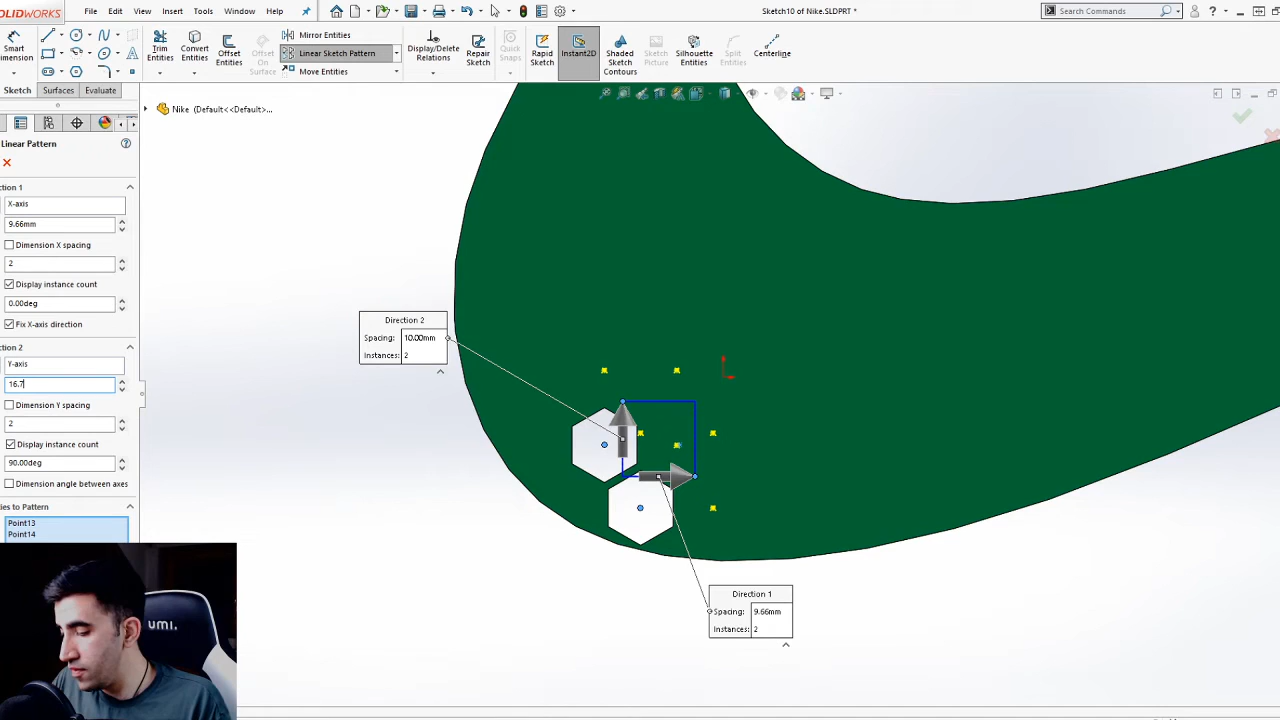 SOLIDWORKS
File
Edit
View
Insert
Tools
Window
Help
Sketch10 of Nike.SLDPRT *
Search Commands
Smart Dimension
Trim Entities
Convert Entities
Offset Entities
Offset On Surface
Mirror Entities
Linear Sketch Pattern
Move Entities
Display/Delete Relations
Repair Sketch
Quick Snaps
Rapid Sketch
Instant2D
Shaded Sketch Contours
Sketch Picture
Silhouette Entities
Split Entities
Centerline
Sketch
Surfaces
Evaluate
Nike (Default<<Default>...
Linear Pattern
ction 1
X-axis
9.66mm
Dimension X spacing
2
Display instance count
0.00deg
Fix X-axis direction
ction 2
Y-axis
16.7
Dimension Y spacing
2
Display instance count
90.00deg
Dimension angle between axes
ies to Pattern
Point13
Point14
Direction 2
Spacing: 10.00mm
Instances: 2
Direction 1
Spacing: 9.66mm
Instances: 2
umi.